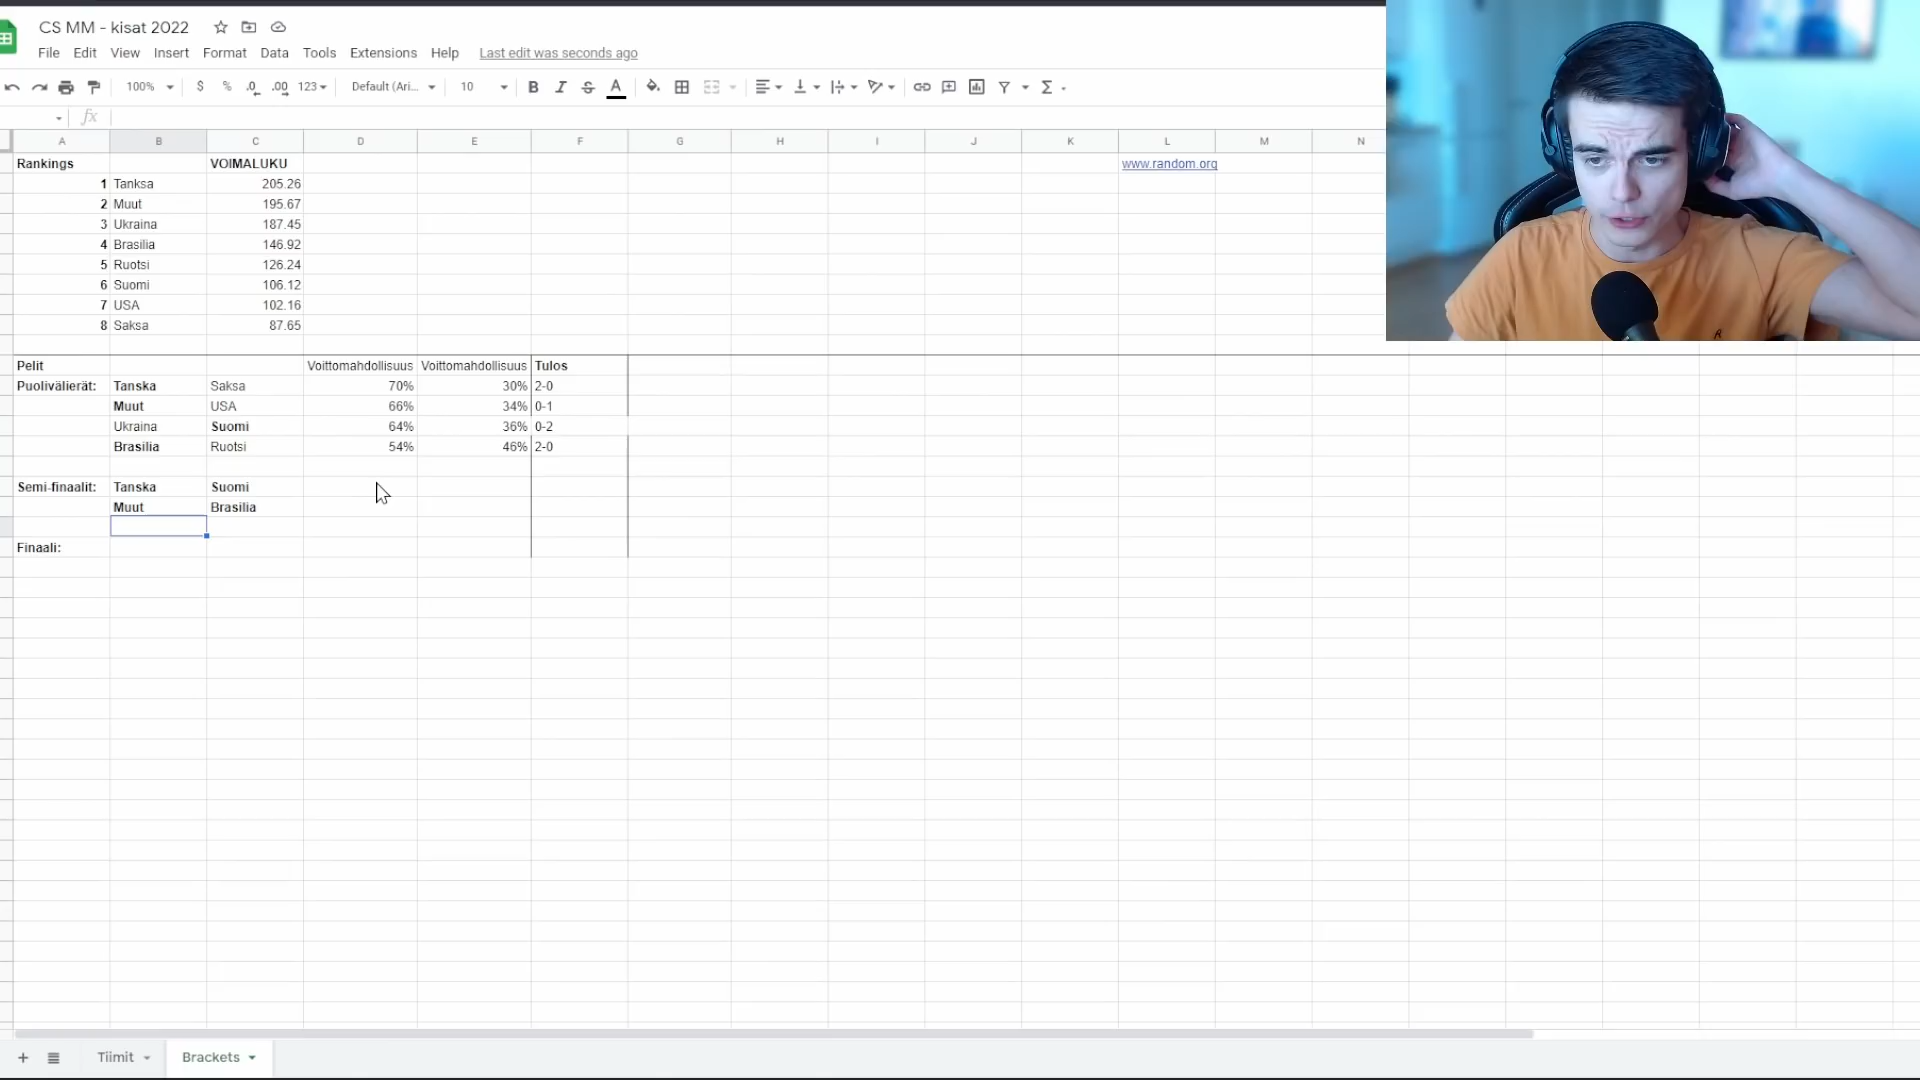 CS MM - kisat 2022
File Edit View Insert Format Data Tools Extensions Help Last edit was seconds ago
100% $ % .0 .00 123 Default (Ari... 10 B I S A Σ
fx
A B C D E F G H I J K L M N
Rankings VOIMALUKU www.random.org
1 Tanksa 205.26
2 Muut 195.67
3 Ukraina 187.45
4 Brasilia 146.92
5 Ruotsi 126.24
6 Suomi 106.12
7 USA 102.16
8 Saksa 87.65
Pelit Voittomahdollisuus Voittomahdollisuus Tulos
Puolivälierät: Tanska Saksa 70% 30% 2-0
Muut USA 66% 34% 0-1
Ukraina Suomi 64% 36% 0-2
Brasilia Ruotsi 54% 46% 2-0
Semi-finaalit: Tanska Suomi
Muut Brasilia
Finaali:
+ Tiimit Brackets